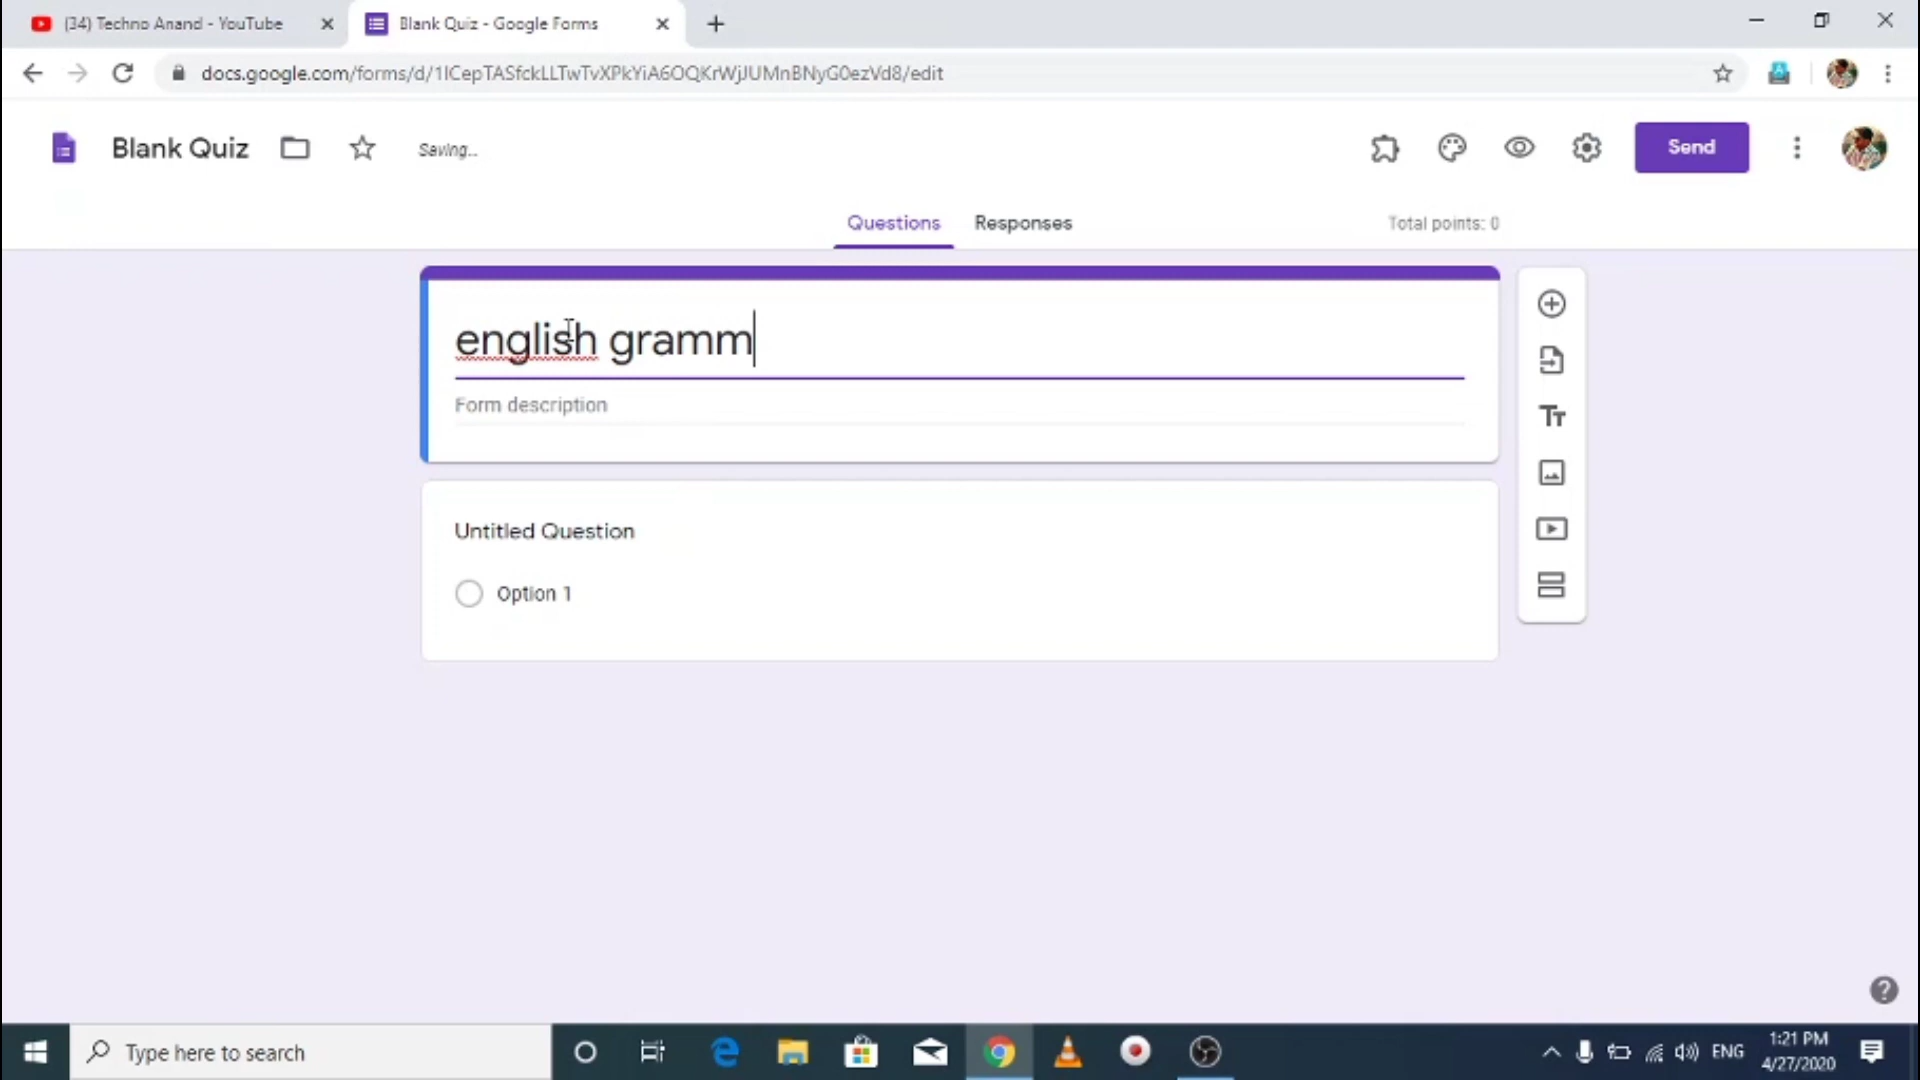 (34) Techno Anand - YouTube
Blank Quiz - Google Forms
docs.google.com/forms/d/1ICepTASfckLLTwTvXPkYiA6OQKrWjJUMnBNyG0ezVd8/edit
Blank Quiz
Saving...
Send
Questions
Responses
Total points: 0
english gramm
Form description
Untitled Question
Option 1
Type here to search
ENG
1:21 PM
4/27/2020